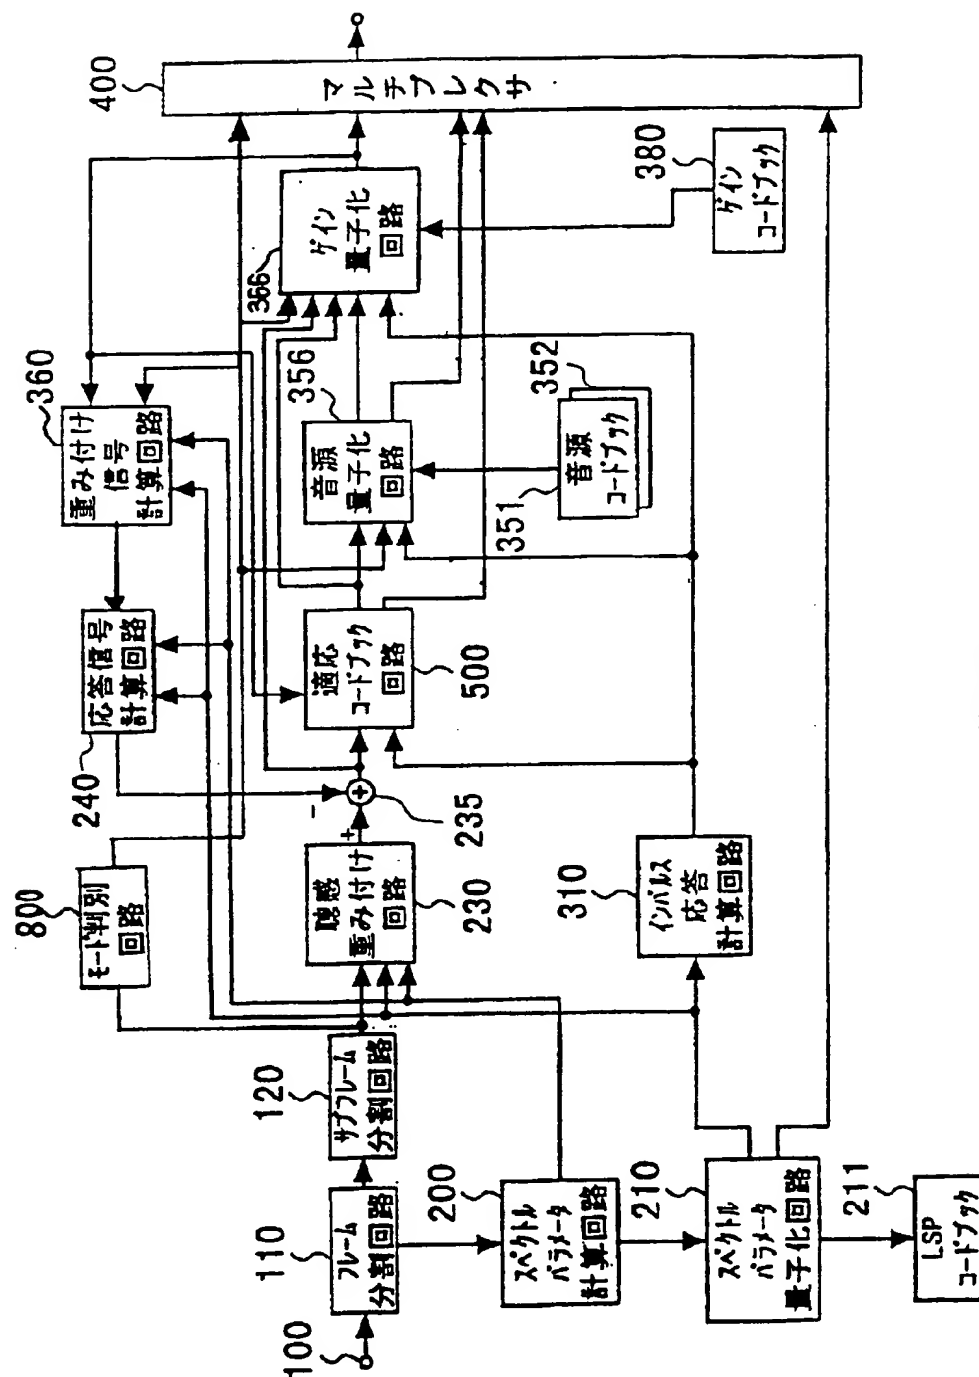 100
110
フレーム
分割回路
120
サブフレーム
分割回路
800
モード判別
回路
240
応答信号
計算回路
360
重み付け
信号
計算回路
400
マルチプレクサ
230
聴感
重み付け
回路
+
-
+
235
500
適応
コードブック
回路
356
音源
量子化
回路
366
ゲイン
量子化
回路
351
352
音源
コードブック
380
ゲイン
コードブック
310
インパルス
応答
計算回路
200
スペクトル
パラメータ
計算回路
210
スペクトル
パラメータ
量子化回路
211
LSP
コードブック